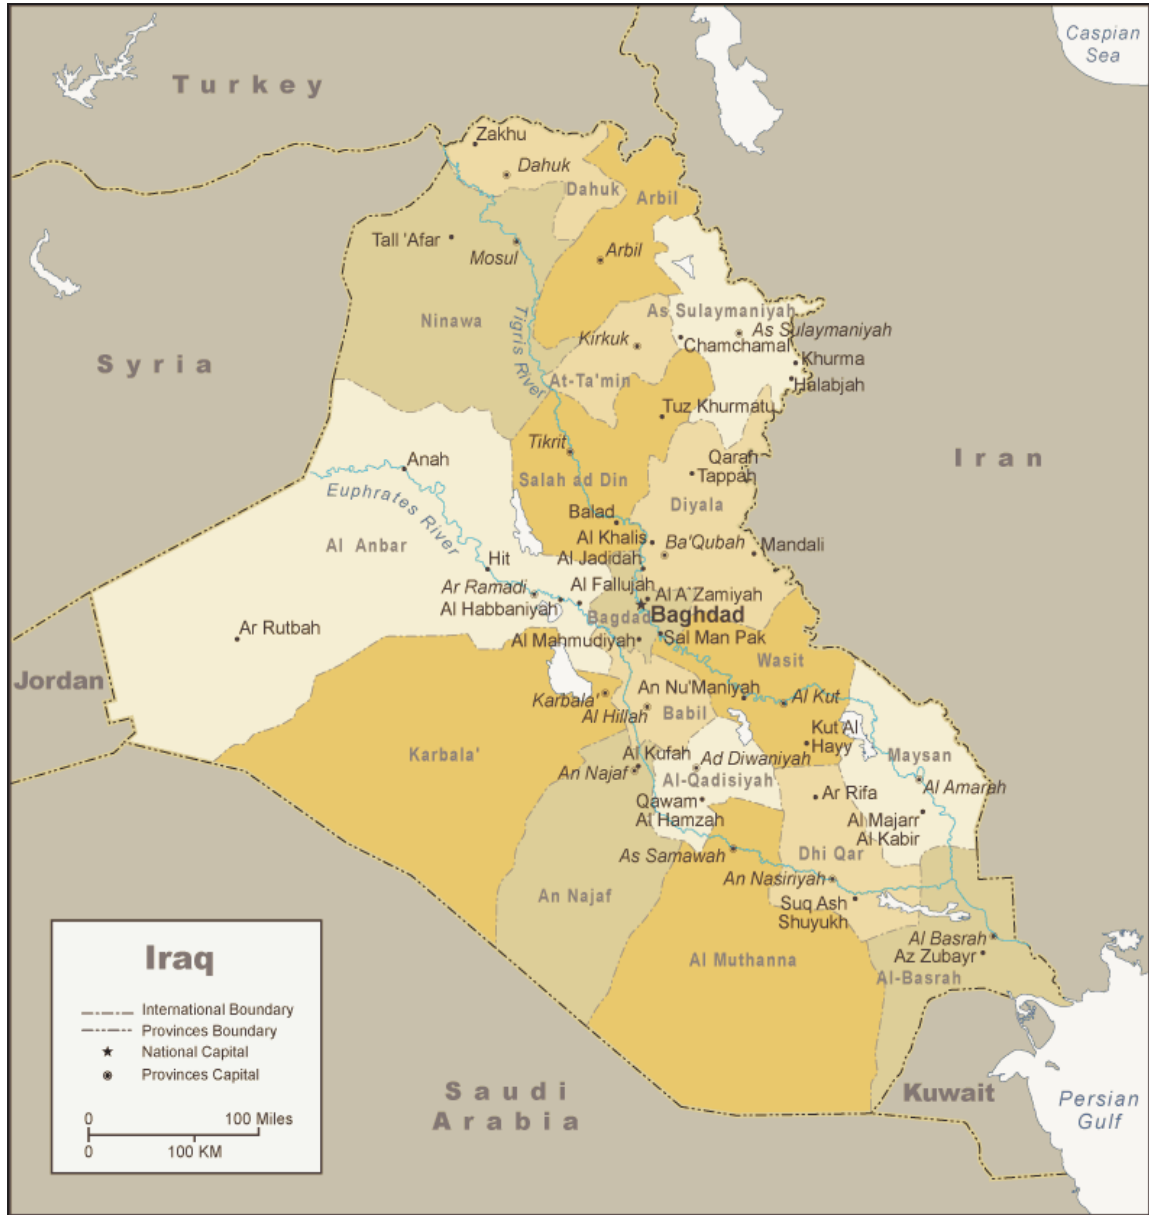 Caspian
Sea
Turkey
Zakhu
Dahuk
Dahuk
Arbil
Tall 'Afar
Mosul
Arbil
Ninawa
Tigris River
As Sulaymaniyah
As Sulaymaniyah
Kirkuk
Chamchamal
Khurma
Syria
At-Ta'min
Halabjah
Tuz Khurmatu
Tikrit
Anah
Qarah
Tappah
Iran
Euphrates River
Salah ad Din
Diyala
Balad
Al Anbar
Al Khalis
Ba'Qubah
Mandali
Hit
Al Jadidah
Ar Ramadi
Al Fallujah
Al A`Zamiyah
Al Habbaniyah
Bagdad
Baghdad
Ar Rutbah
Al Mahmudiyah
Sal Man Pak
Wasit
Jordan
Karbala'
An Nu'Maniyah
Al Kut
Al Hillah
Babil
Kut Al
Hayy
Karbala'
Al Kufah
Ad Diwaniyah
Maysan
An Najaf
Al-Qadisiyah
Al Amarah
Qawam
Al Hamzah
Ar Rifa
Al Majarr
Al Kabir
As Samawah
Dhi Qar
An Nasiriyah
An Najaf
Suq Ash
Shuyukh
Al Basrah
Az Zubayr
Al Muthanna
Al-Basrah
Iraq
International Boundary
Provinces Boundary
National Capital
Provinces Capital
0
100 Miles
0
100 KM
Saudi
Arabia
Kuwait
Persian
Gulf